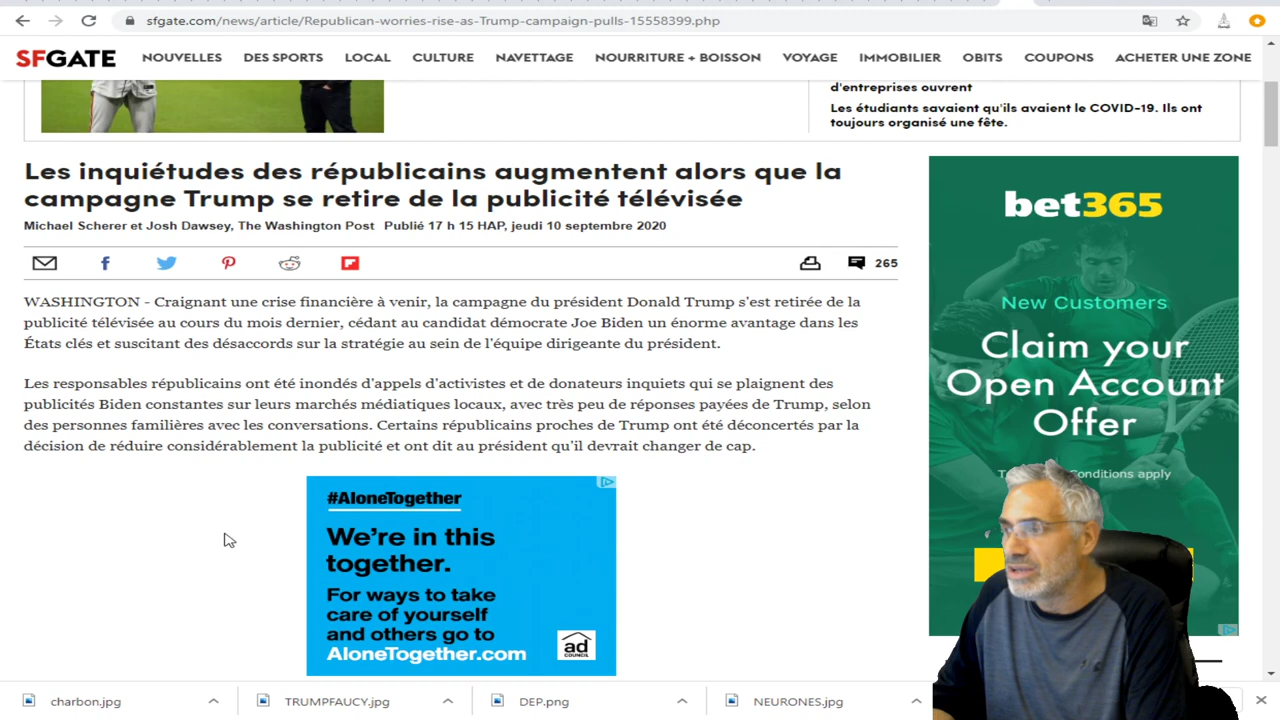 sfgate.com/news/article/Republican-worries-rise-as-Trump-campaign-pulls-15558399.php
SFGATE NOUVELLES DES SPORTS LOCAL CULTURE NAVETTAGE NOURRITURE + BOISSON VOYAGE IMMOBILIER OBITS COUPONS ACHETER UNE ZONE
d'entreprises ouvrent
Les étudiants savaient qu'ils avaient le COVID-19. Ils ont
toujours organisé une fête.
Les inquiétudes des républicains augmentent alors que la
campagne Trump se retire de la publicité télévisée
Michael Scherer et Josh Dawsey, The Washington Post Publié 17 h 15 HAP, jeudi 10 septembre 2020
265
WASHINGTON - Craignant une crise financière à venir, la campagne du président Donald Trump s'est retirée de la
publicité télévisée au cours du mois dernier, cédant au candidat démocrate Joe Biden un énorme avantage dans les
États clés et suscitant des désaccords sur la stratégie au sein de l'équipe dirigeante du président.
Les responsables républicains ont été inondés d'appels d'activistes et de donateurs inquiets qui se plaignent des
publicités Biden constantes sur leurs marchés médiatiques locaux, avec très peu de réponses payées de Trump, selon
des personnes familières avec les conversations. Certains républicains proches de Trump ont été déconcertés par la
décision de réduire considérablement la publicité et ont dit au président qu'il devrait changer de cap.
#AloneTogether
We're in this
together.
For ways to take
care of yourself
and others go to
AloneTogether.com
ad
COUNCIL
bet365
New Customers
Claim your
Open Account
Offer
Conditions apply
charbon.jpg
TRUMPFAUCY.jpg
DEP.png
NEURONES.jpg